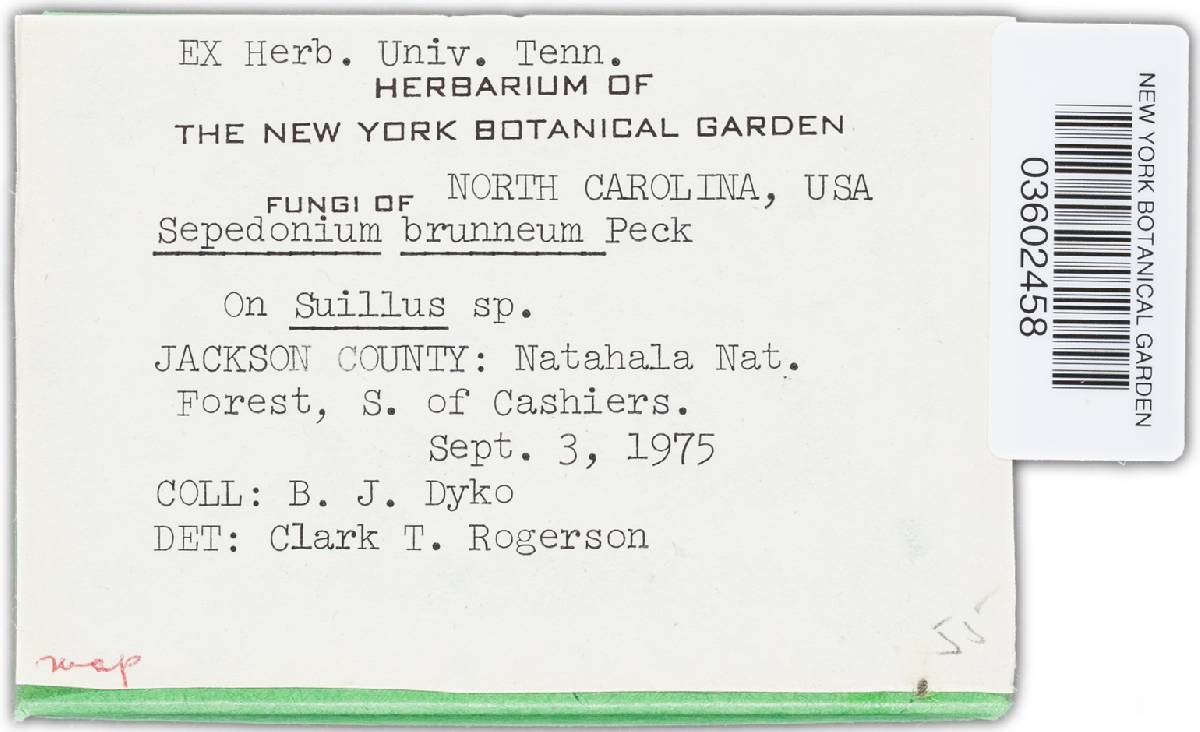 EX Herb. Univ. Tenn.
HERBARIUM OF
THE NEW YORK BOTANICAL GARDEN
FUNGI OF NORTH CAROLINA, USA
Sepedonium brunneum Peck
On Suillus sp.
JACKSON COUNTY: Natahala Nat.
Forest, S. of Cashiers.
Sept. 3, 1975
COLL: B. J. Dyko
DET: Clark T. Rogerson
map
55
NEW YORK BOTANICAL GARDEN
03602458